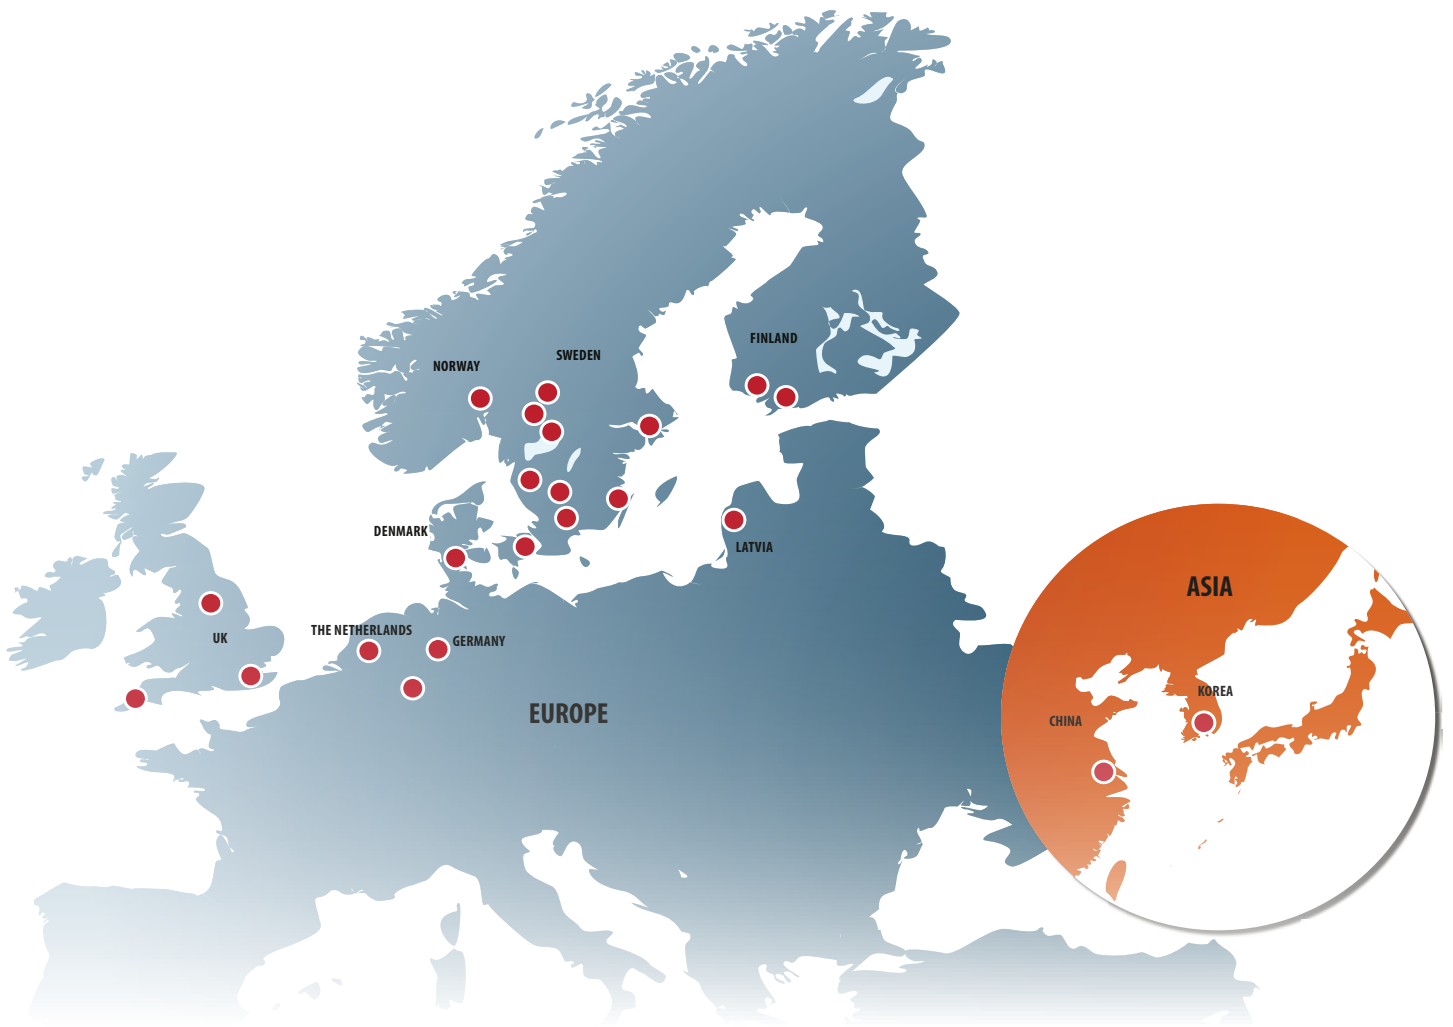 FINLAND
SWEDEN
NORWAY
DENMARK
LATVIA
ASIA
THE NETHERLANDS
UK
GERMANY
KOREA
EUROPE
CHINA